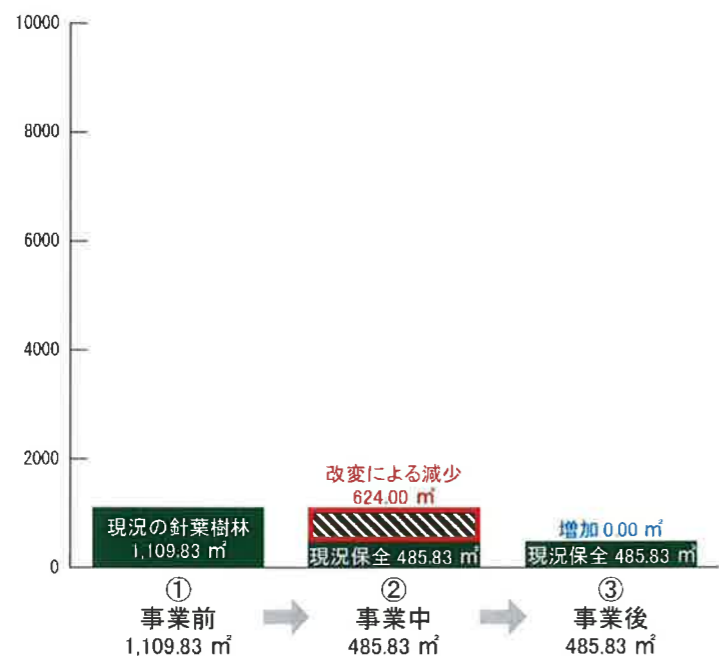 10000
8000
6000
4000
2000
0
現況の針葉樹林
1,109.83 ㎡
改変による減少
624.00 ㎡
現況保全 485.83 ㎡
増加 0.00 ㎡
現況保全 485.83 ㎡
①
事業前
1,109.83 ㎡
②
事業中
485.83 ㎡
③
事業後
485.83 ㎡